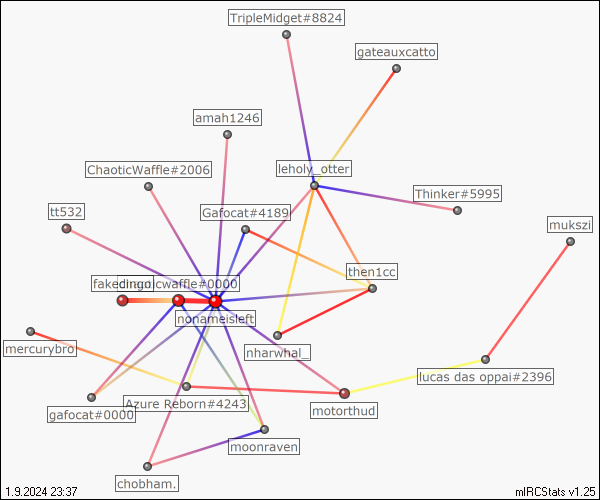 TripleMidget#8824
gateauxcatto
amah1246
leholy_otter
ChaoticWaffle#2006
Thinker#5995
tt532
Gafocat#4189
mukszi
then1cc
waffle#0000
nonameisleft
nharwhal_
mercurybro
lucas das oppai#2396
gafocat#0000
Azure Reborn#4243
motorthud
moonraven
chobham.
1.9.2024 23:37
mIRCStats v1.25